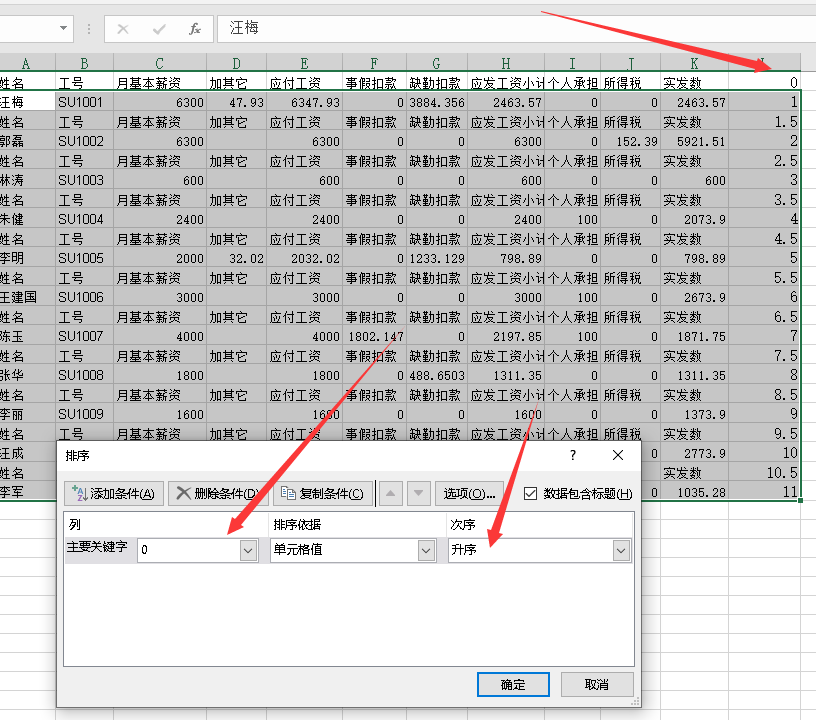 fx 汪梅
A B C D E F G H I J K L
姓名 工号 月基本薪资 加其它 应付工资 事假扣款 缺勤扣款 应发工资小计 个人承担 所得税 实发数 0
汪梅 SU1001 6300 47.93 6347.93 0 3884.356 2463.57 0 0 2463.57 1
姓名 工号 月基本薪资 加其它 应付工资 事假扣款 缺勤扣款 应发工资小计 个人承担 所得税 实发数 1.5
郭磊 SU1002 6300 6300 0 0 6300 0 152.39 5921.51 2
姓名 工号 月基本薪资 加其它 应付工资 事假扣款 缺勤扣款 应发工资小计 个人承担 所得税 实发数 2.5
林涛 SU1003 600 600 0 0 600 0 0 600 3
姓名 工号 月基本薪资 加其它 应付工资 事假扣款 缺勤扣款 应发工资小计 个人承担 所得税 实发数 3.5
朱健 SU1004 2400 2400 0 0 2400 100 0 2073.9 4
姓名 工号 月基本薪资 加其它 应付工资 事假扣款 缺勤扣款 应发工资小计 个人承担 所得税 实发数 4.5
李明 SU1005 2000 32.02 2032.02 0 1233.129 798.89 0 0 798.89 5
姓名 工号 月基本薪资 加其它 应付工资 事假扣款 缺勤扣款 应发工资小计 个人承担 所得税 实发数 5.5
王建国 SU1006 3000 3000 0 0 3000 100 0 2673.9 6
姓名 工号 月基本薪资 加其它 应付工资 事假扣款 缺勤扣款 应发工资小计 个人承担 所得税 实发数 6.5
陈玉 SU1007 4000 4000 1802.147 0 2197.85 100 0 1871.75 7
姓名 工号 月基本薪资 加其它 应付工资 事假扣款 缺勤扣款 应发工资小计 个人承担 所得税 实发数 7.5
张华 SU1008 1800 1800 0 488.6503 1311.35 0 0 1311.35 8
姓名 工号 月基本薪资 加其它 应付工资 事假扣款 缺勤扣款 应发工资小计 个人承担 所得税 实发数 8.5
李丽 SU1009 1600 1600 0 0 1600 0 0 1373.9 9
姓名 工号 月基本薪资 加其它 应付工资 事假扣款 缺勤扣款 应发工资小计 个人承担 所得税 实发数 9.5
汪成 0 2773.9 10
姓名 实发数 10.5
李军 0 1035.28 11
排序 ?
添加条件(A) 删除条件(D) 复制条件(C) 选项(O)... 数据包含标题(H)
列 排序依据 次序
主要关键字 0 单元格值 升序
确定 取消